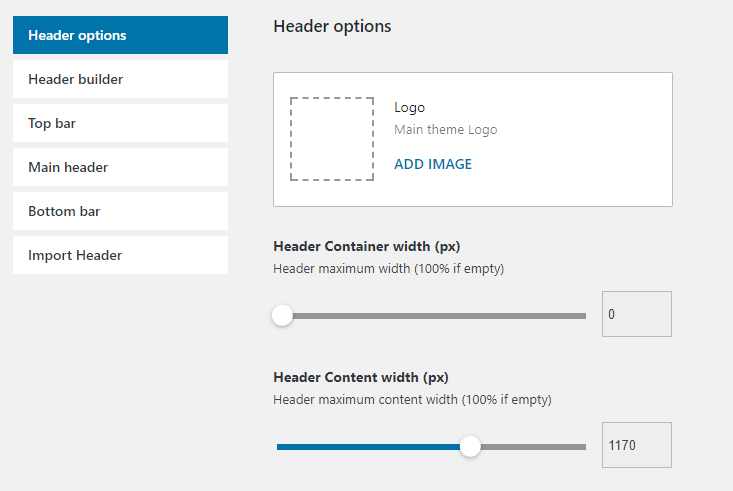 Header options
Header builder
Top bar
Main header
Bottom bar
Import Header
Header options
Logo
Main theme Logo
ADD IMAGE
Header Container width (px)
Header maximum width (100% if empty)
0
Header Content width (px)
Header maximum content width (100% if empty)
1170